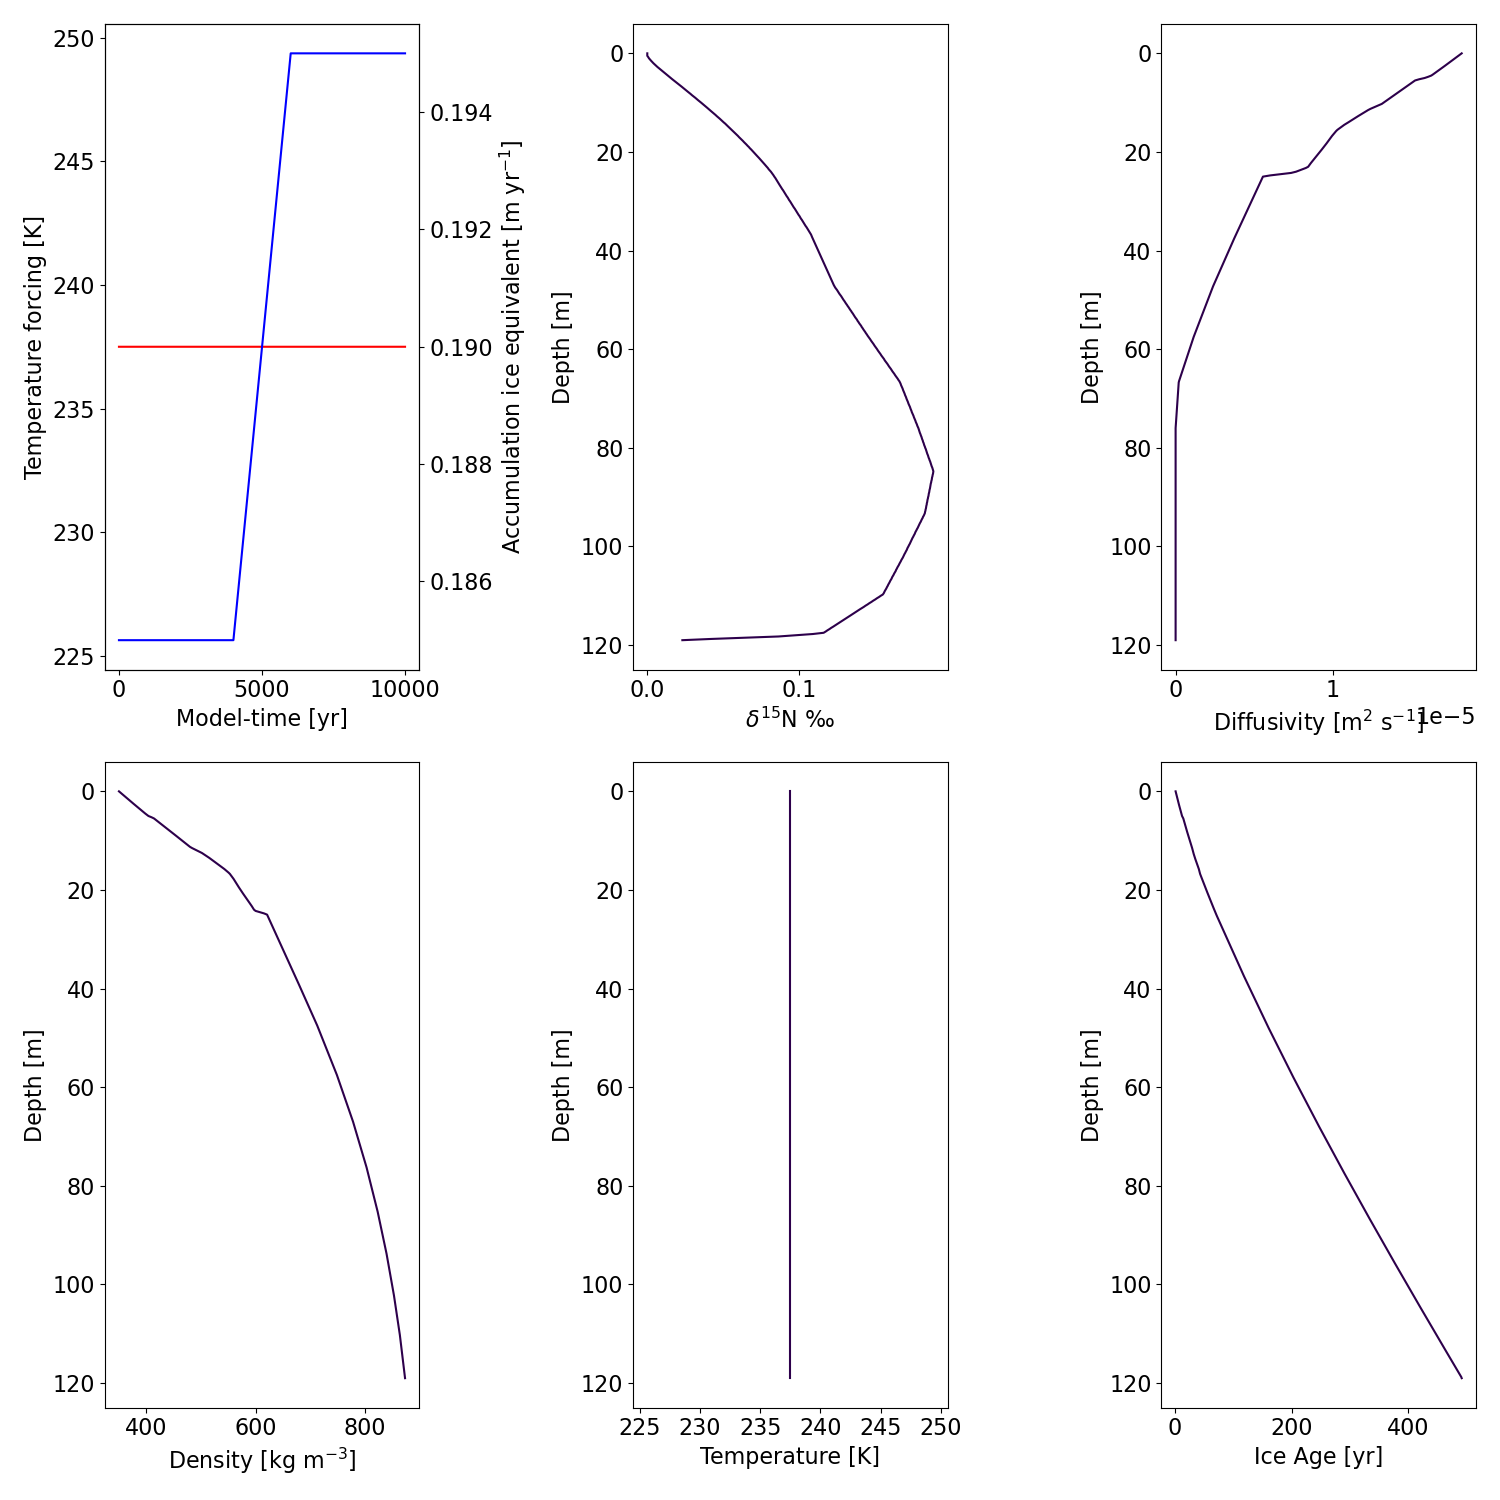 250
245
240
235
230
225
Temperature forcing [K]
0 5000 10000
Model-time [yr]
0.194
0.192
0.190
0.188
0.186
Accumulation ice equivalent [m yr⁻¹]
0
20
40
60
80
100
120
Depth [m]
0.0 0.1
δ¹⁵N ‰
0
20
40
60
80
100
120
Depth [m]
0 1
Diffusivity [m² s⁻¹]
1e−5
0
20
40
60
80
100
120
Depth [m]
400 600 800
Density [kg m⁻³]
0
20
40
60
80
100
120
Depth [m]
225 230 235 240 245 250
Temperature [K]
0
20
40
60
80
100
120
Depth [m]
0 200 400
Ice Age [yr]